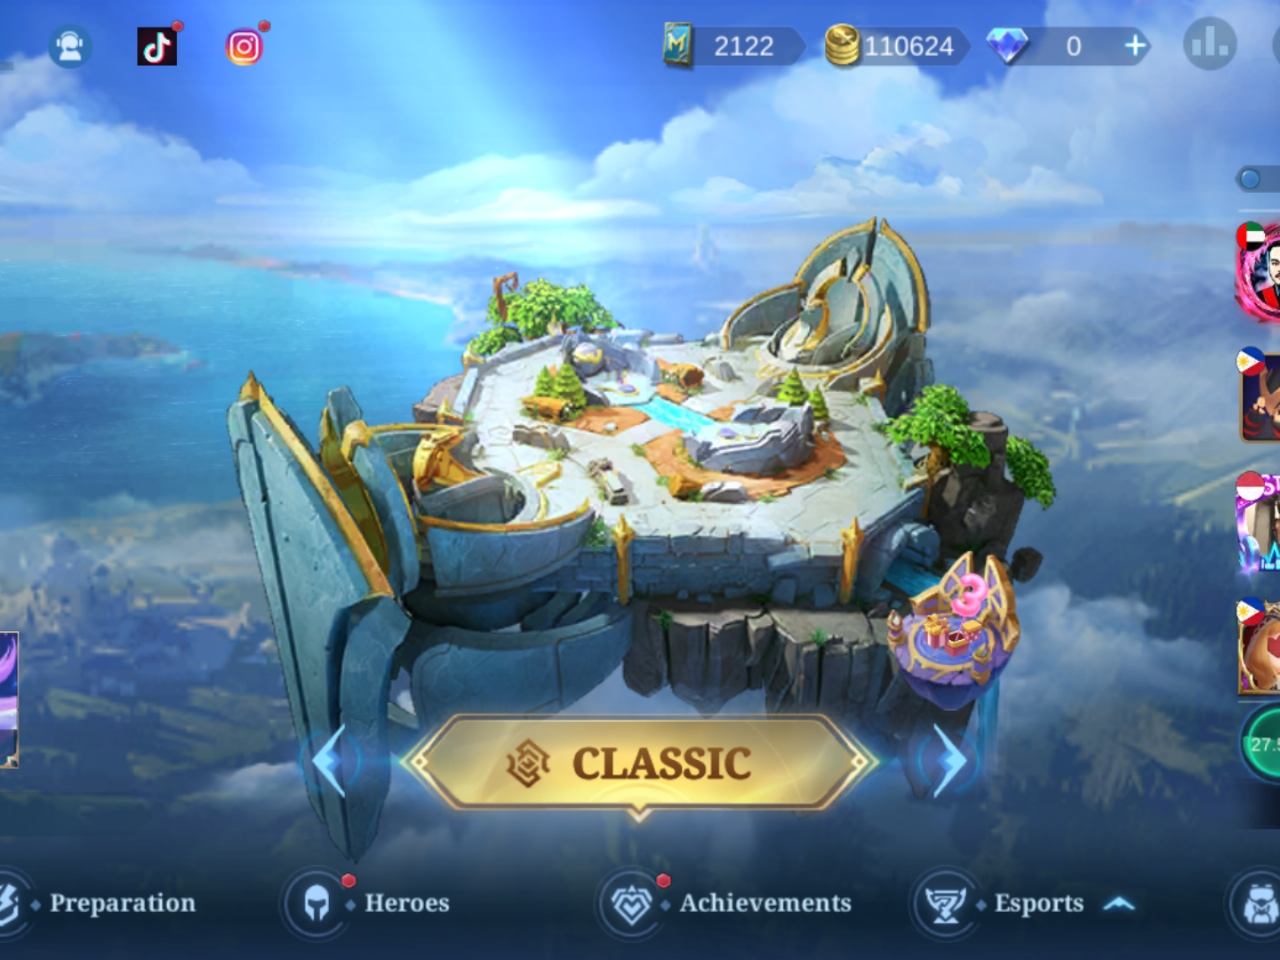 2122
110624
0
CLASSIC
Preparation
Heroes
Achievements
Esports